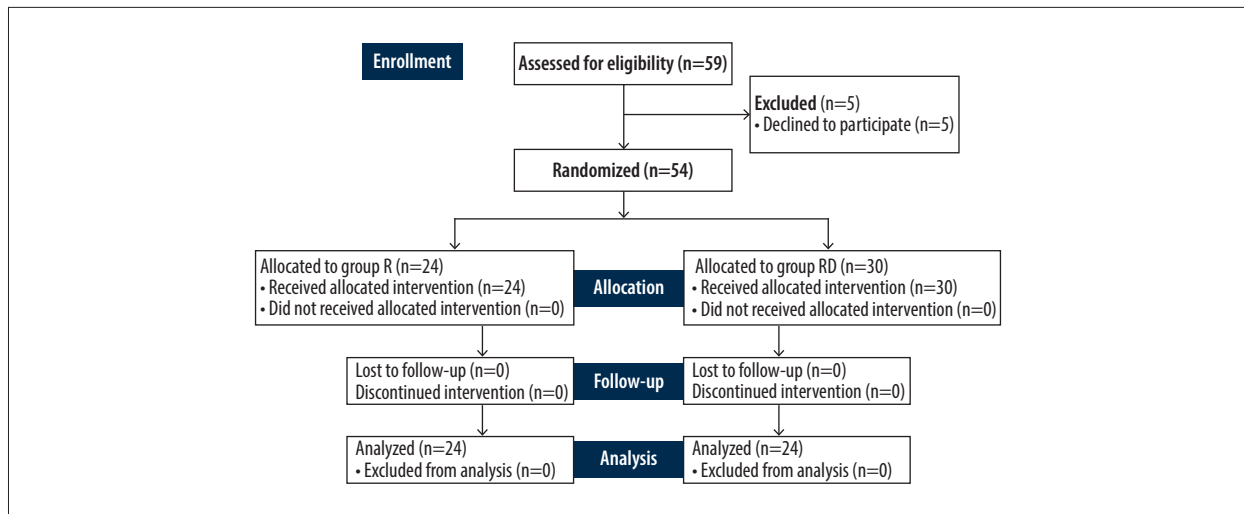 Enrollment
Assessed for eligibility (n=59)
Excluded (n=5)
• Declined to participate (n=5)
Randomized (n=54)
Allocated to group R (n=24)
• Received allocated intervention (n=24)
• Did not received allocated intervention (n=0)
Allocation
Allocated to group RD (n=30)
• Received allocated intervention (n=30)
• Did not received allocated intervention (n=0)
Lost to follow-up (n=0)
Discontinued intervention (n=0)
Follow-up
Lost to follow-up (n=0)
Discontinued intervention (n=0)
Analyzed (n=24)
• Excluded from analysis (n=0)
Analysis
Analyzed (n=24)
• Excluded from analysis (n=0)